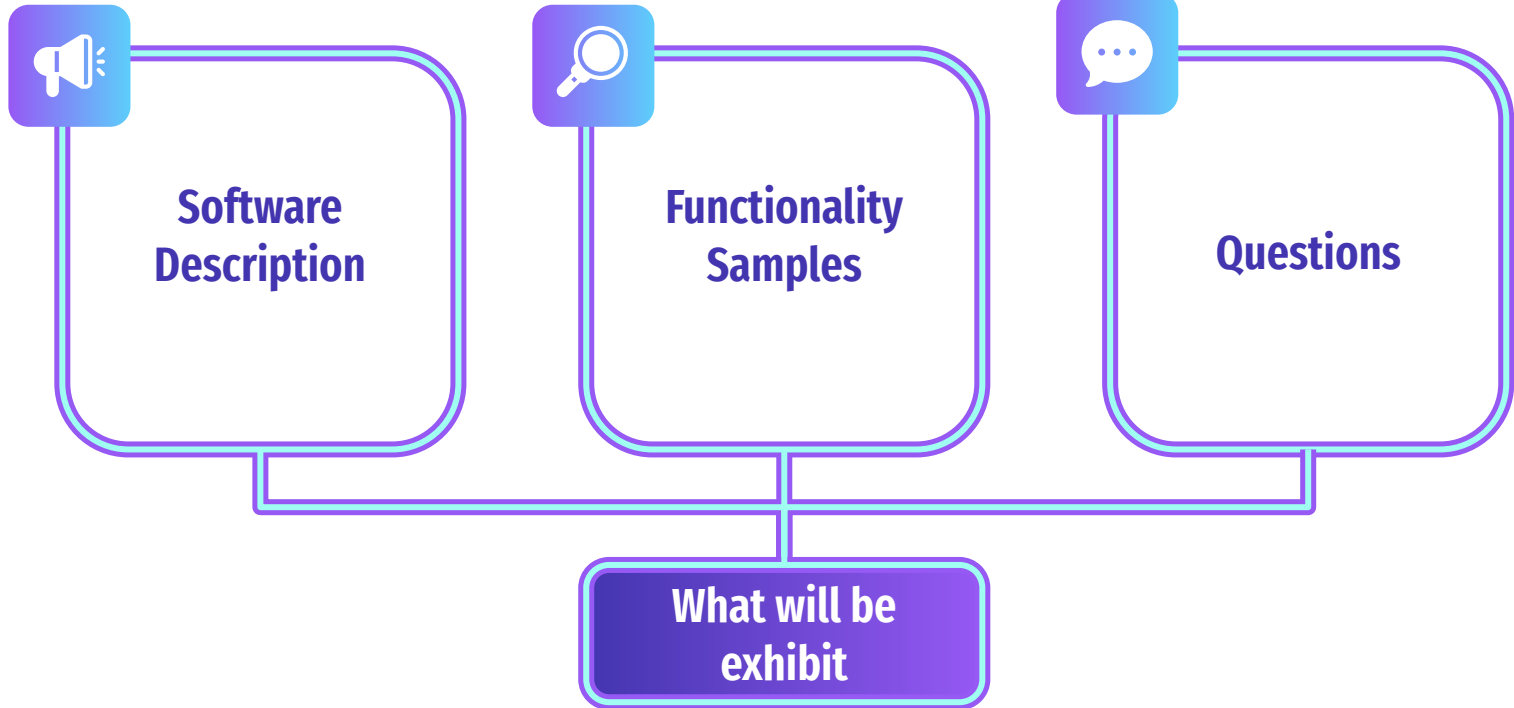 Software
Description
Functionality
Samples
Questions
What will be
exhibit